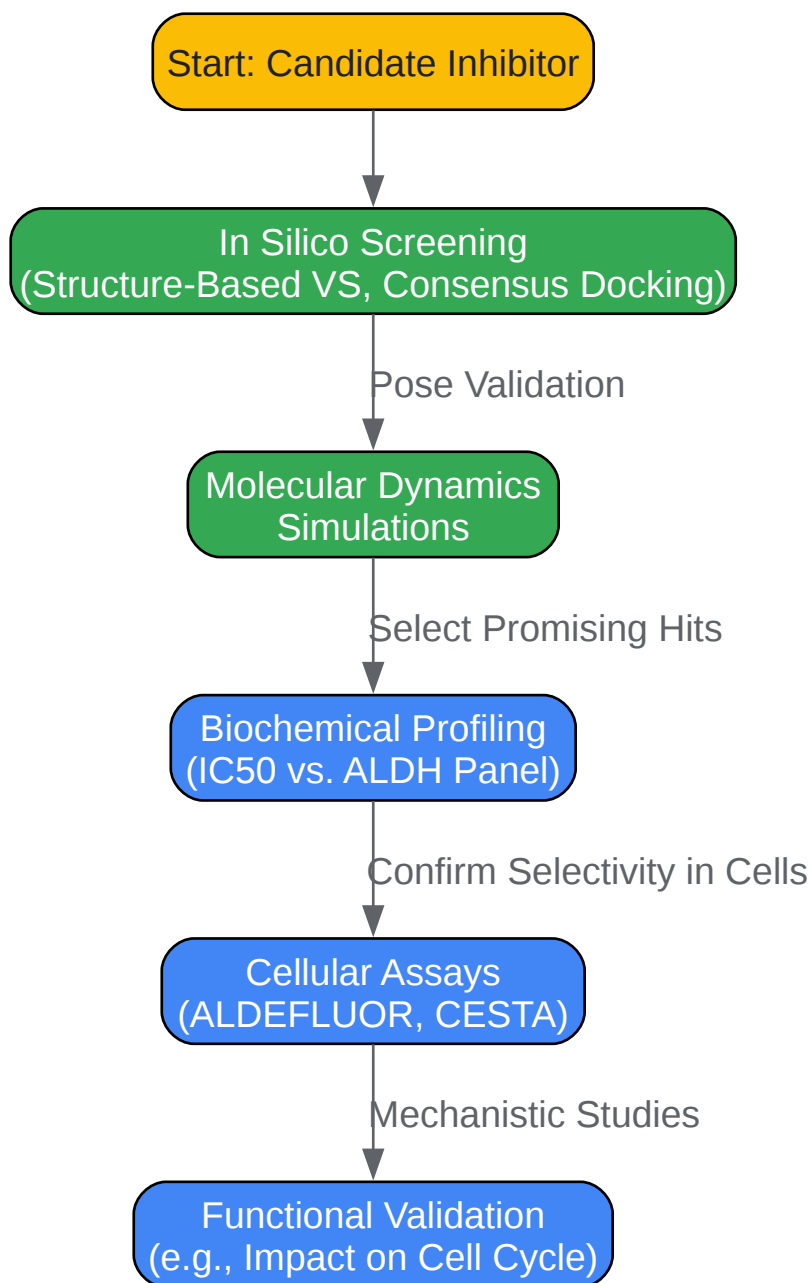 Start: Candidate Inhibitor
In Silico Screening
(Structure-Based VS, Consensus Docking)
Pose Validation
Molecular Dynamics
Simulations
Select Promising Hits
Biochemical Profiling
(IC50 vs. ALDH Panel)
Confirm Selectivity in Cells
Cellular Assays
(ALDEFLUOR, CESTA)
Mechanistic Studies
Functional Validation
(e.g., Impact on Cell Cycle)